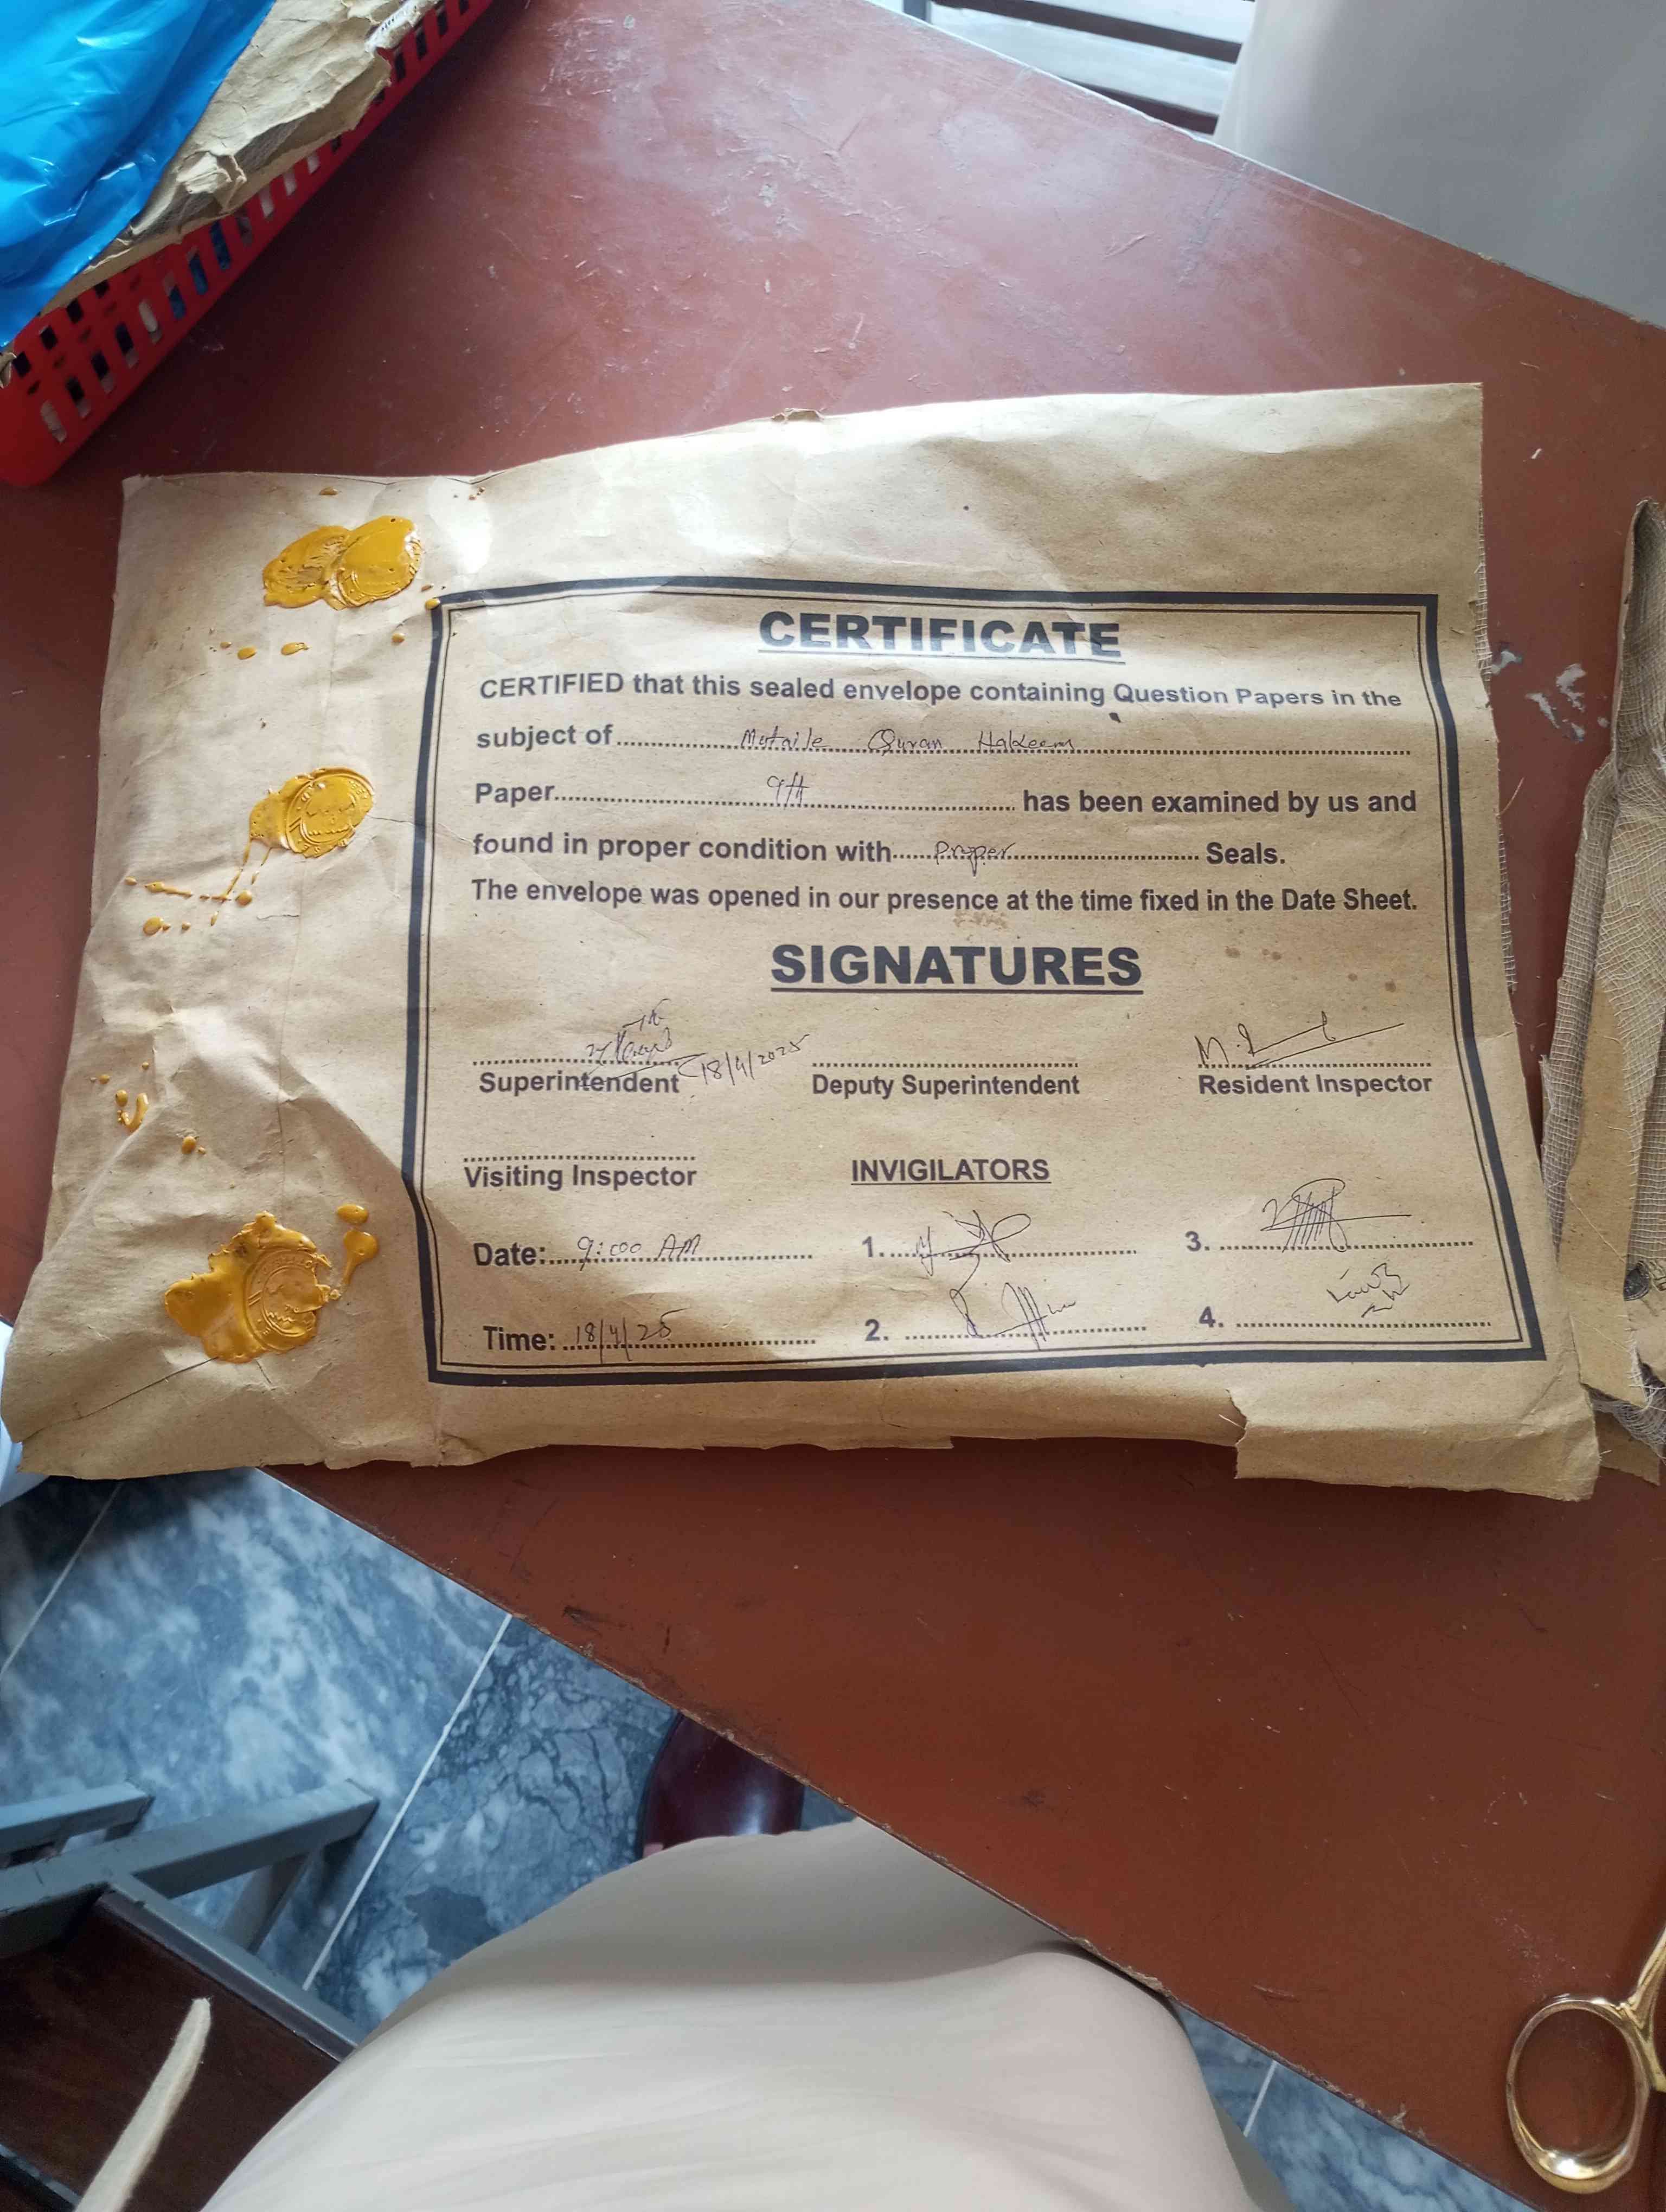 CERTIFICATE
CERTIFIED that this sealed envelope containing Question Papers in the
subject of Mutaile Quran Hakeem
Paper 9th has been examined by us and
found in proper condition with Proper Seals.
The envelope was opened in our presence at the time fixed in the Date Sheet.
SIGNATURES
18/4/2025
Superintendent Deputy Superintendent Resident Inspector
Visiting Inspector INVIGILATORS
Date: 9:00 AM 1. 3.
Time: 18/4/25 2. 4.